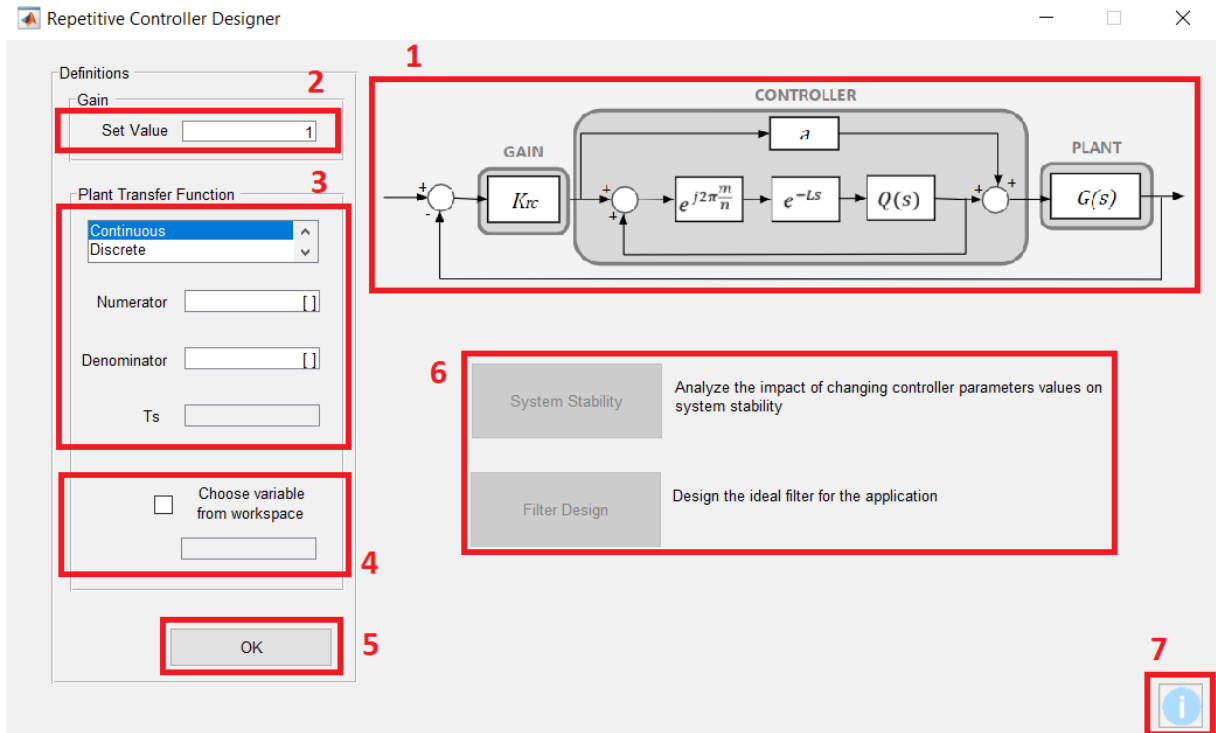 Repetitive Controller Designer
1
Definitions
2
Gain
Set Value 1
3
Plant Transfer Function
Continuous
Discrete
Numerator [ ]
Denominator [ ]
Ts
Choose variable
from workspace
4
OK
5
CONTROLLER
a
GAIN
PLANT
+
-
Krc
+
+
e^{j2π\frac{m}{n}}
e^{-Ls}
Q(s)
+
+
G(s)
6
System Stability
Analyze the impact of changing controller parameters values on
system stability
Filter Design
Design the ideal filter for the application
7
i